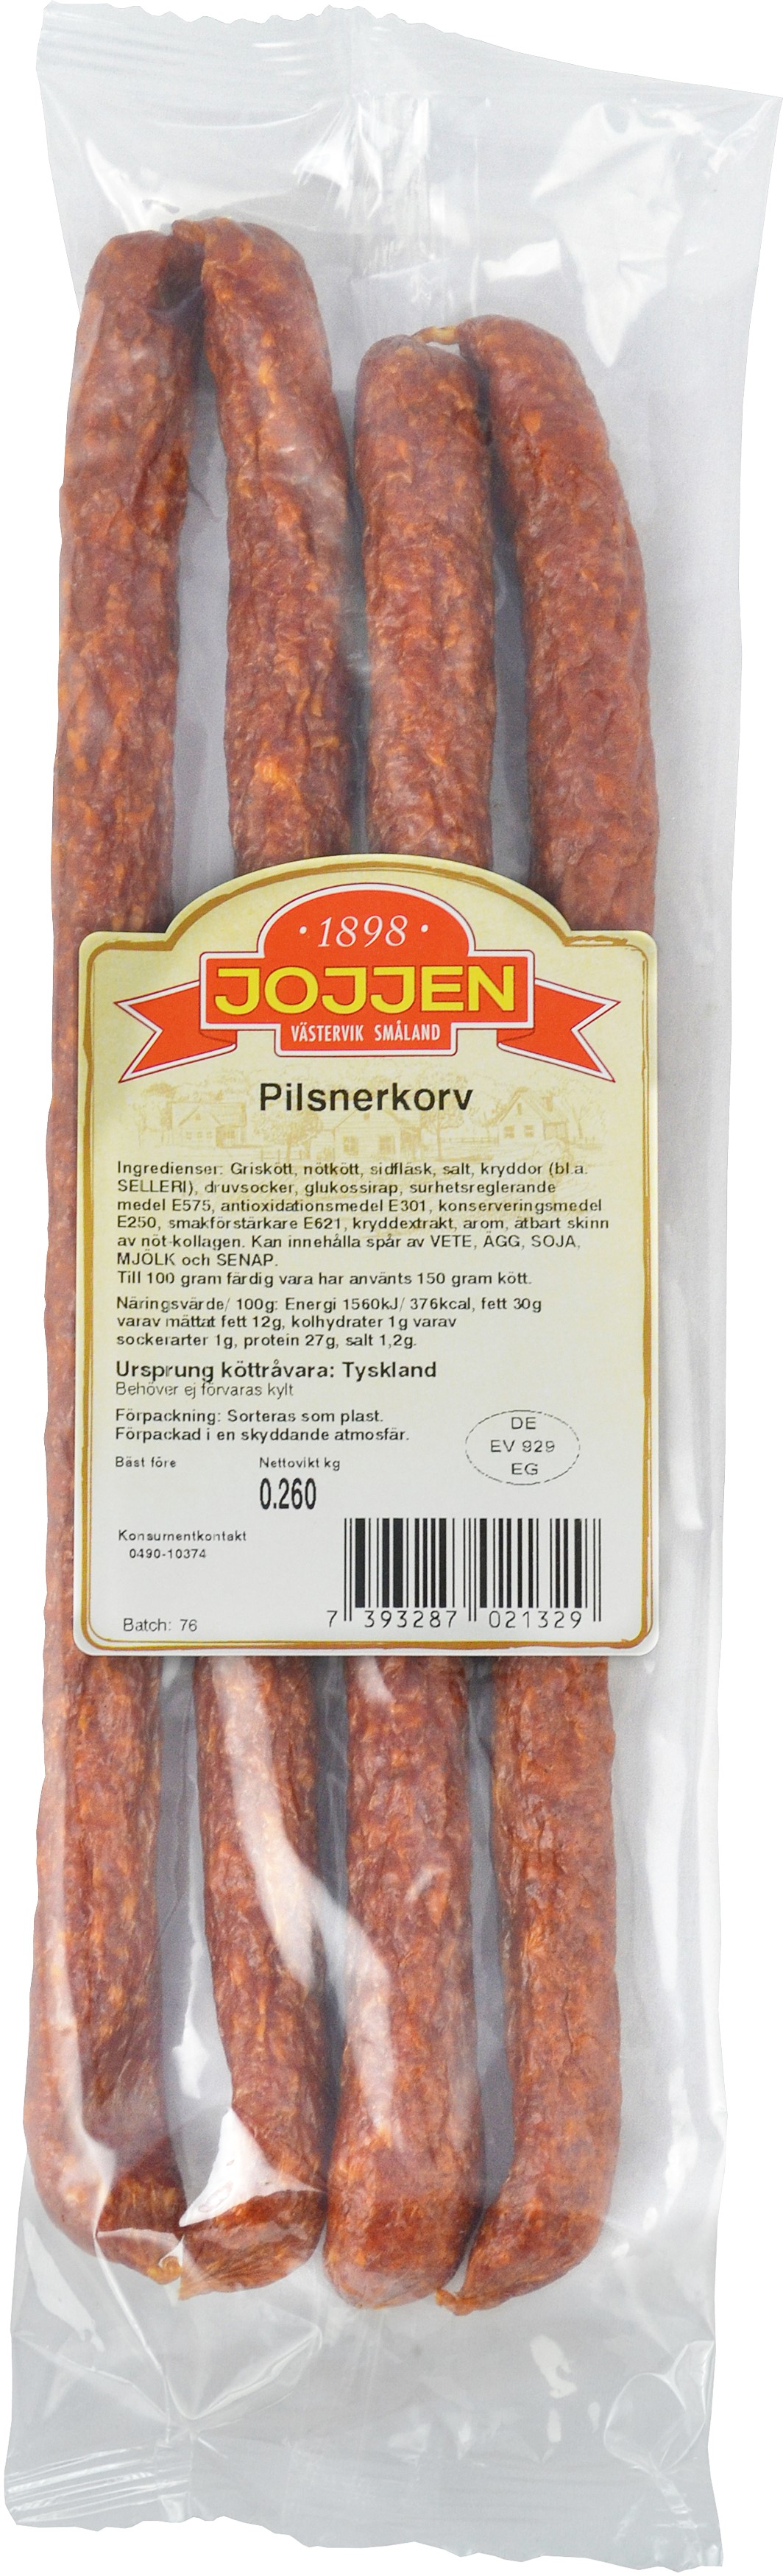 · 1898 ·
JOJJEN
VÄSTERVIK SMÅLAND
Pilsnerkorv
Ingredienser: Griskött, nötkött, sidfläsk, salt, kryddor (bl.a.
SELLERI), druvsocker, glukossirap, surhetsreglerande
medel E575, antioxidationsmedel E301, konserveringsmedel
E250, smakförstärkare E621, kryddextrakt, arom, ätbart skinn
av nöt-kollagen. Kan innehålla spår av VETE, ÄGG, SOJA,
MJÖLK och SENAP.
Till 100 gram färdig vara har använts 150 gram kött.
Näringsvärde/ 100g: Energi 1560kJ/ 376kcal, fett 30g
varav mättat fett 12g, kolhydrater 1g varav
sockerarter 1g, protein 27g, salt 1,2g.
Ursprung köttråvara: Tyskland
Behöver ej förvaras kylt
Förpackning: Sorteras som plast.
Förpackad i en skyddande atmosfär.
DE
EV 929
EG
Bäst före Nettovikt kg
0.260
Konsumentkontakt
0490-10374
Batch: 76
7 393287 021329